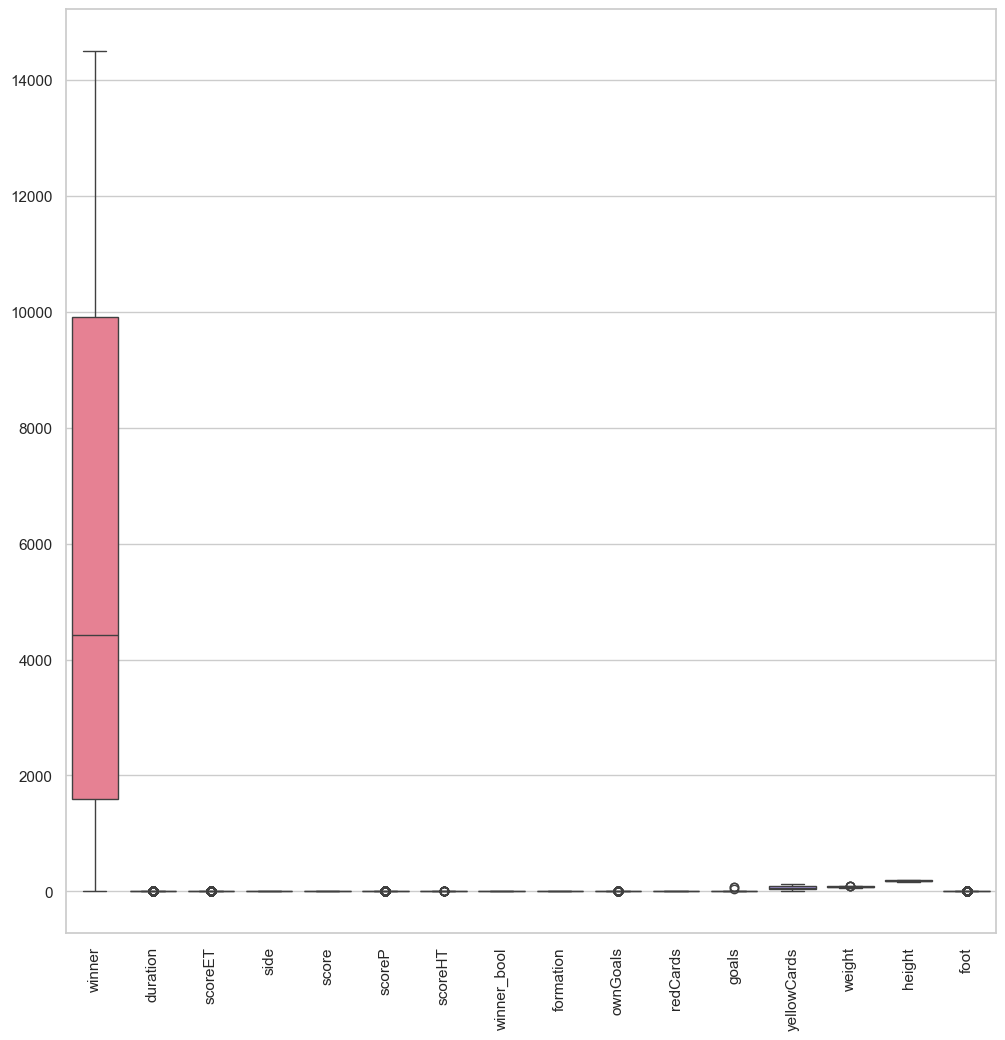 14000
12000
10000
8000
6000
4000
2000
0
winner
duration
scoreET
side
score
scoreP
scoreHT
winner_bool
formation
ownGoals
redCards
goals
yellowCards
weight
height
foot